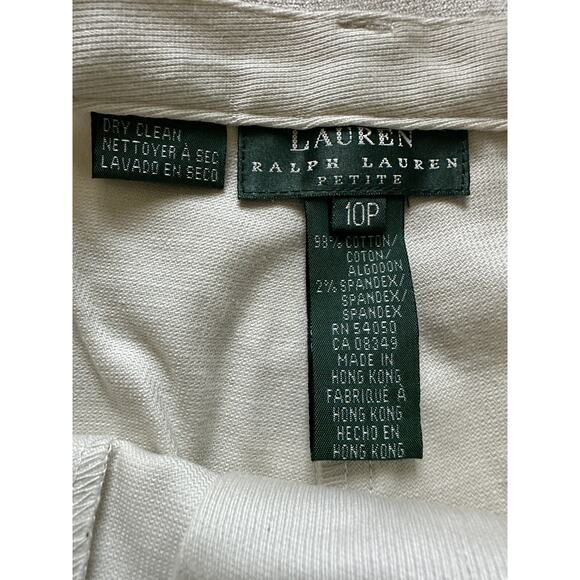 DRY CLEAN
NETTOYER À SEC
LAVADO EN SECO
LAUREN
RALPH LAUREN
PETITE
10P
98% COTTON/
COTON/
ALGODON
2% SPANDEX/
SPANDEX/
SPANDEX
RN 54050
CA 08349
MADE IN
HONG KONG
FABRIQUÉ À
HONG KONG
HECHO EN
HONG KONG